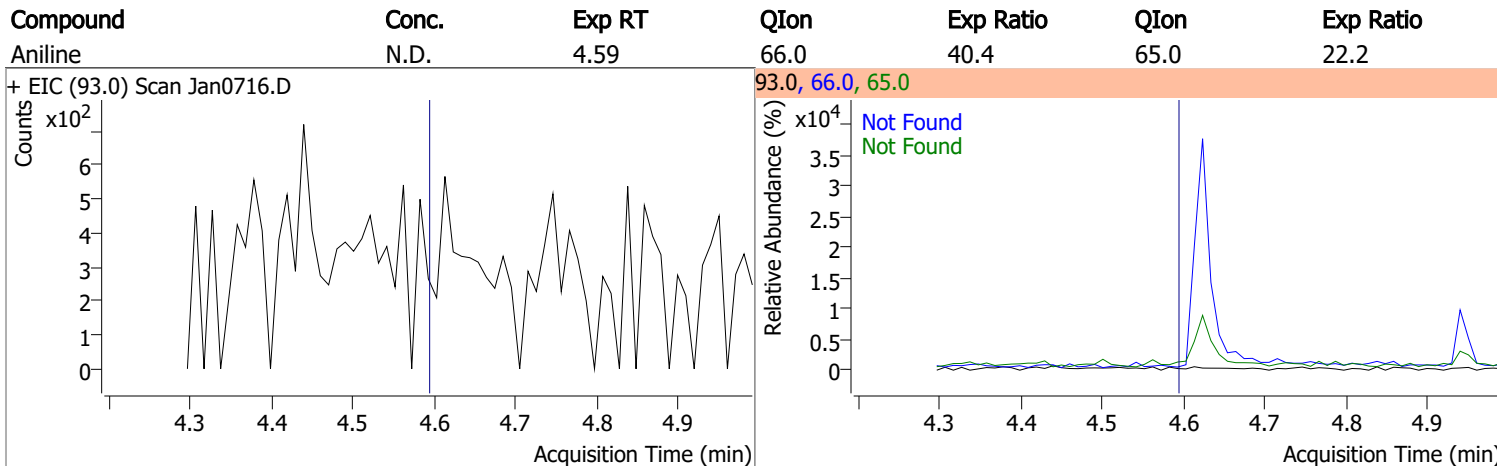 Compound Conc. Exp RT QIon Exp Ratio QIon Exp Ratio
Aniline N.D. 4.59 66.0 40.4 65.0 22.2
+ EIC (93.0) Scan Jan0716.D
Counts
x10²
6
5
4
3
2
1
0
4.3 4.4 4.5 4.6 4.7 4.8 4.9
Acquisition Time (min)
93.0, 66.0, 65.0
Relative Abundance (%)
x10⁴
Not Found
Not Found
3.5
3
2.5
2
1.5
1
0.5
0
4.3 4.4 4.5 4.6 4.7 4.8 4.9
Acquisition Time (min)